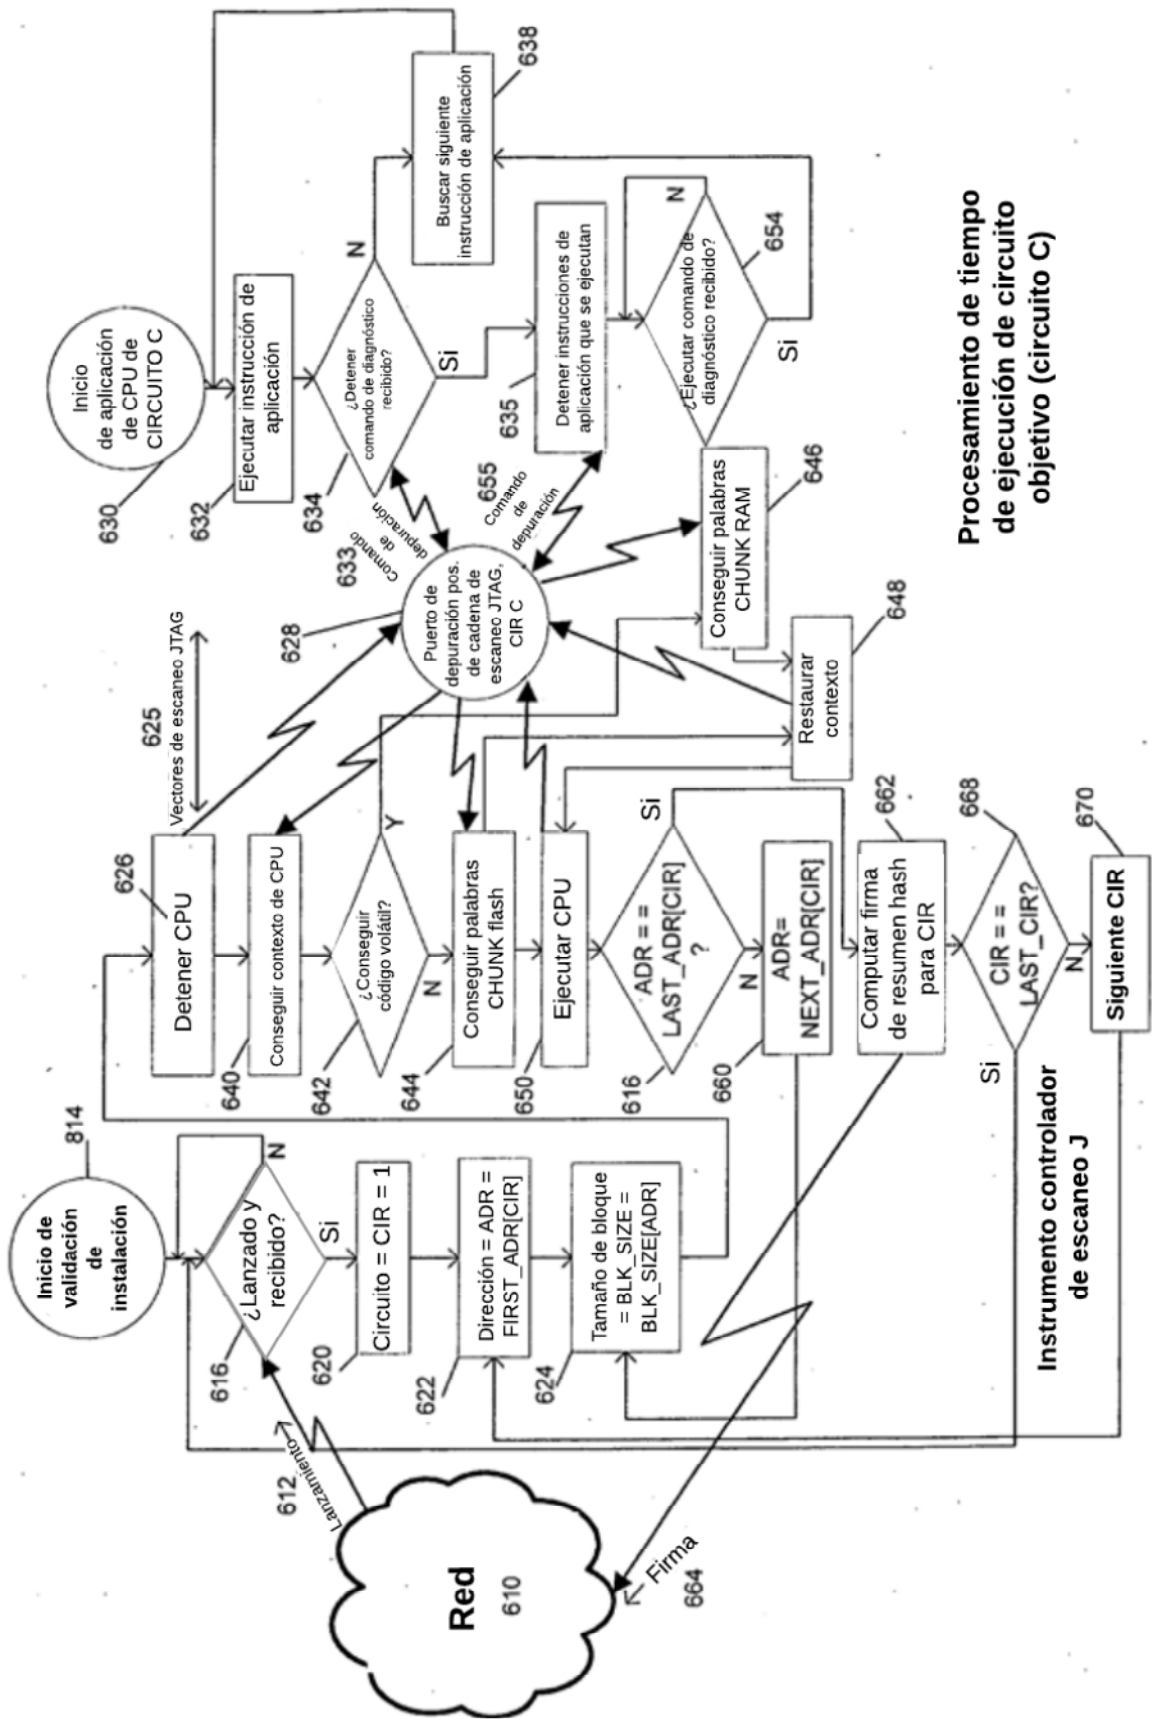 Inicio de
validación
de
instalación
814
¿Lanzado y
recibido?
N
Si
616
612
Lanzamiento
Circuito = CIR = 1
620
Dirección = ADR =
FIRST_ADR[CIR]
622
Tamaño de bloque
= BLK_SIZE =
BLK_SIZE[ADR]
624
Red
610
Firma
664
Detener CPU
626
625
Vectores de escaneo JTAG
Conseguir contexto de CPU
640
¿Conseguir
código volátil?
Y
N
642
Conseguir palabras
CHUNK flash
644
Ejecutar CPU
650
ADR ==
LAST_ADR[CIR]
?
Si
N
616
ADR=
NEXT_ADR[CIR]
660
Computar firma
de resumen hash
para CIR
662
CIR ==
LAST_CIR?
668
Si
N
Siguiente CIR
670
Instrumento controlador
de escaneo J
Inicio
de aplicación
de CPU de
CIRCUITO C
630
Ejecutar instrucción de
aplicación
632
¿Detener
comando de diagnóstico
recibido?
N
Si
634
Buscar siguiente
instrucción de aplicación
638
633
Comando
de
depuración
Puerto de
depuración pos.
de cadena de
escaneo JTAG,
CIR C
628
655
Comando
de
depuración
Detener instrucciones de
aplicación que se ejecutan
635
¿Ejecutar comando de
diagnóstico recibido?
N
Si
654
Conseguir palabras
CHUNK RAM
646
Restaurar
contexto
648
Procesamiento de tiempo
de ejecución de circuito
objetivo (circuito C)